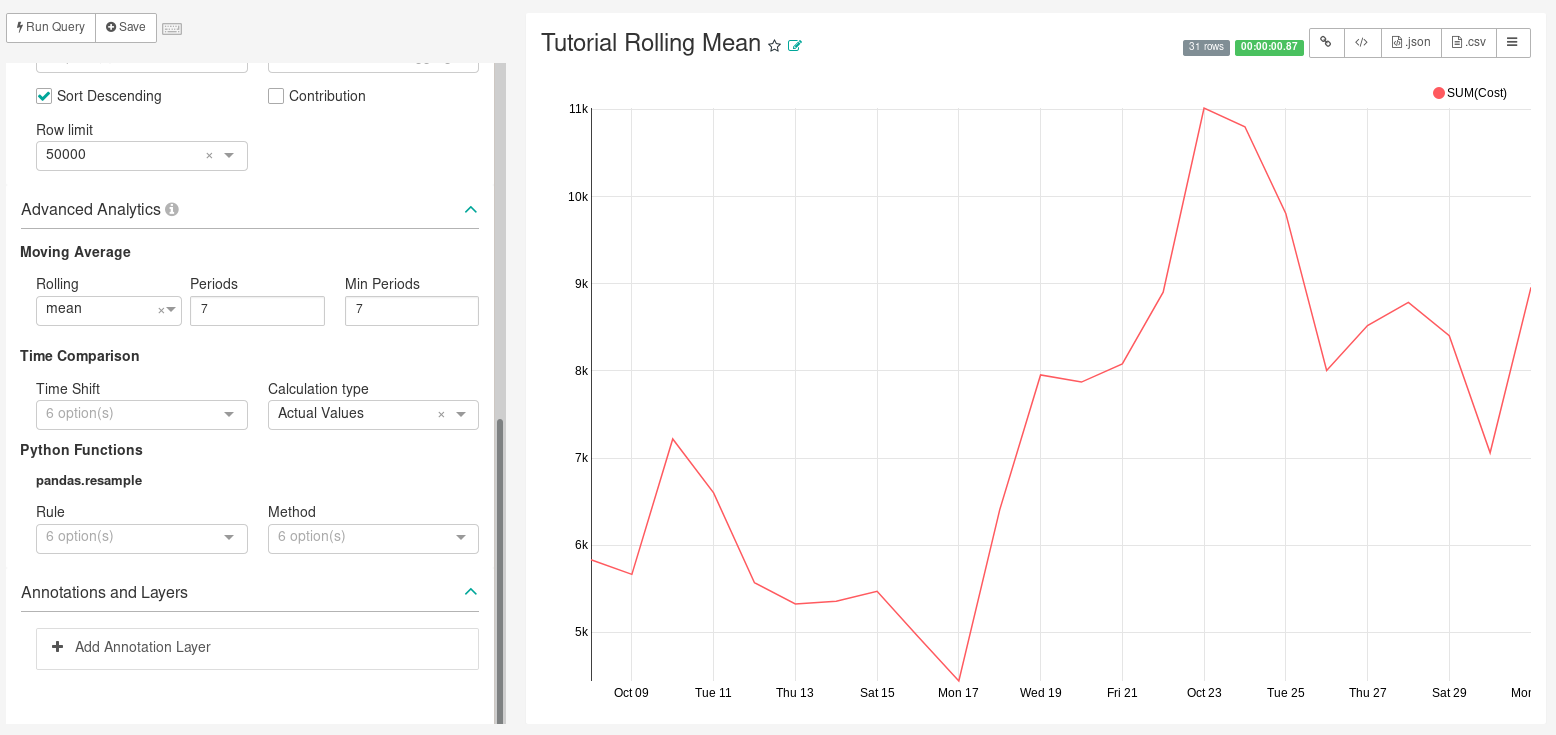 Run Query Save
Sort Descending Contribution
Row limit
50000 ×
Advanced Analytics
Moving Average
Rolling Periods Min Periods
mean × 7 7
Time Comparison
Time Shift Calculation type
6 option(s) Actual Values ×
Python Functions
pandas.resample
Rule Method
6 option(s) 6 option(s)
Annotations and Layers
+ Add Annotation Layer
Tutorial Rolling Mean
31 rows 00:00:00.87 </> .json .csv
SUM(Cost)
11k
10k
9k
8k
7k
6k
5k
Oct 09 Tue 11 Thu 13 Sat 15 Mon 17 Wed 19 Fri 21 Oct 23 Tue 25 Thu 27 Sat 29 Mor